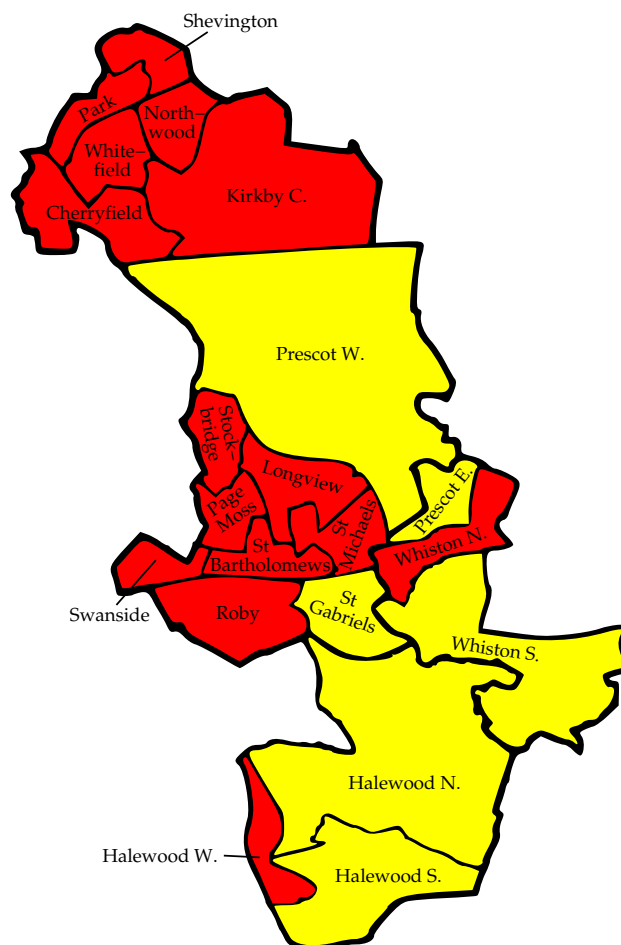 Shevington
Park
North–
wood
White–
field
Cherryfield
Kirkby C.
Prescot W.
Stock–
bridge
Longview
Page
Moss
St
Michaels
Prescot E.
Whiston N.
St
Bartholomews
Swanside
Roby
St
Gabriels
Whiston S.
Halewood N.
Halewood W.
Halewood S.